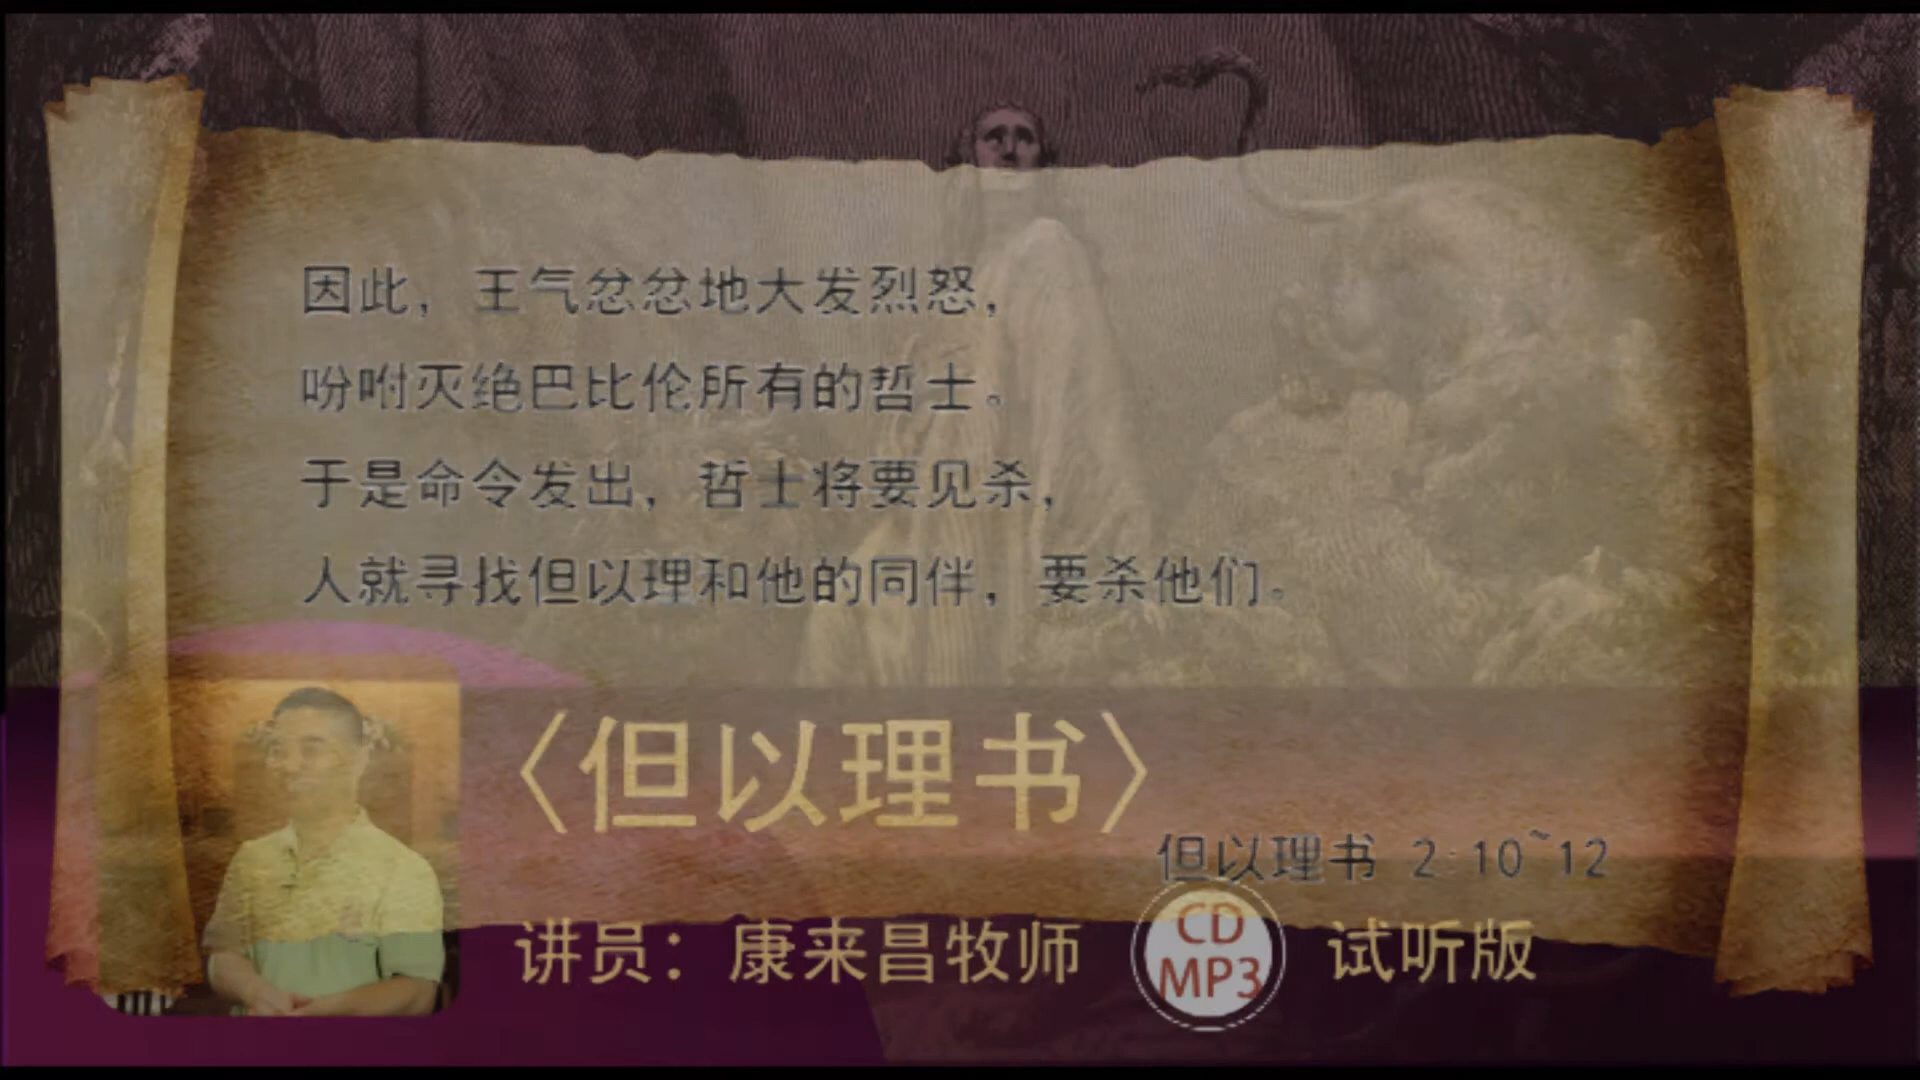 因此，王气忿忿地大发烈怒，
吩咐灭绝巴比伦所有的哲士。
于是命令发出，哲士将要见杀，
人就寻找但以理和他的同伴，要杀他们。
〈但以理书〉
但以理书 2:10~12
讲员：康来昌牧师
CD
MP3
试听版